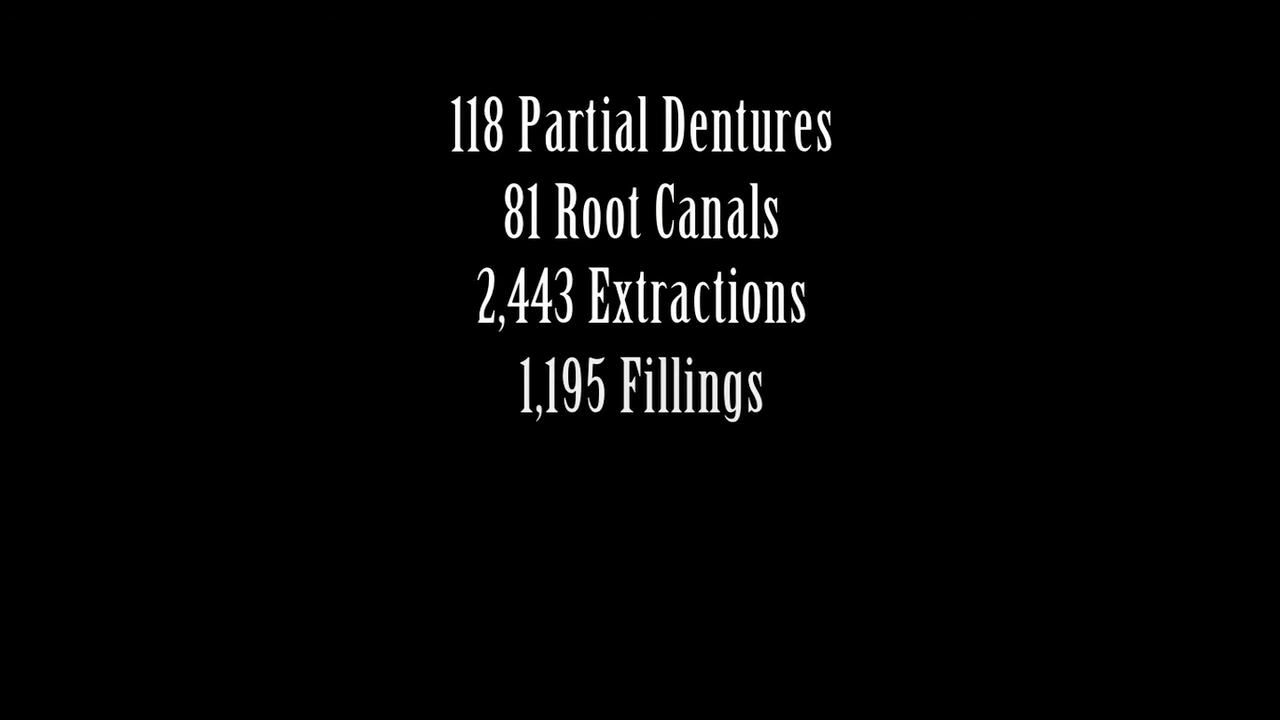 118 Partial Dentures
81 Root Canals
2,443 Extractions
1,195 Fillings